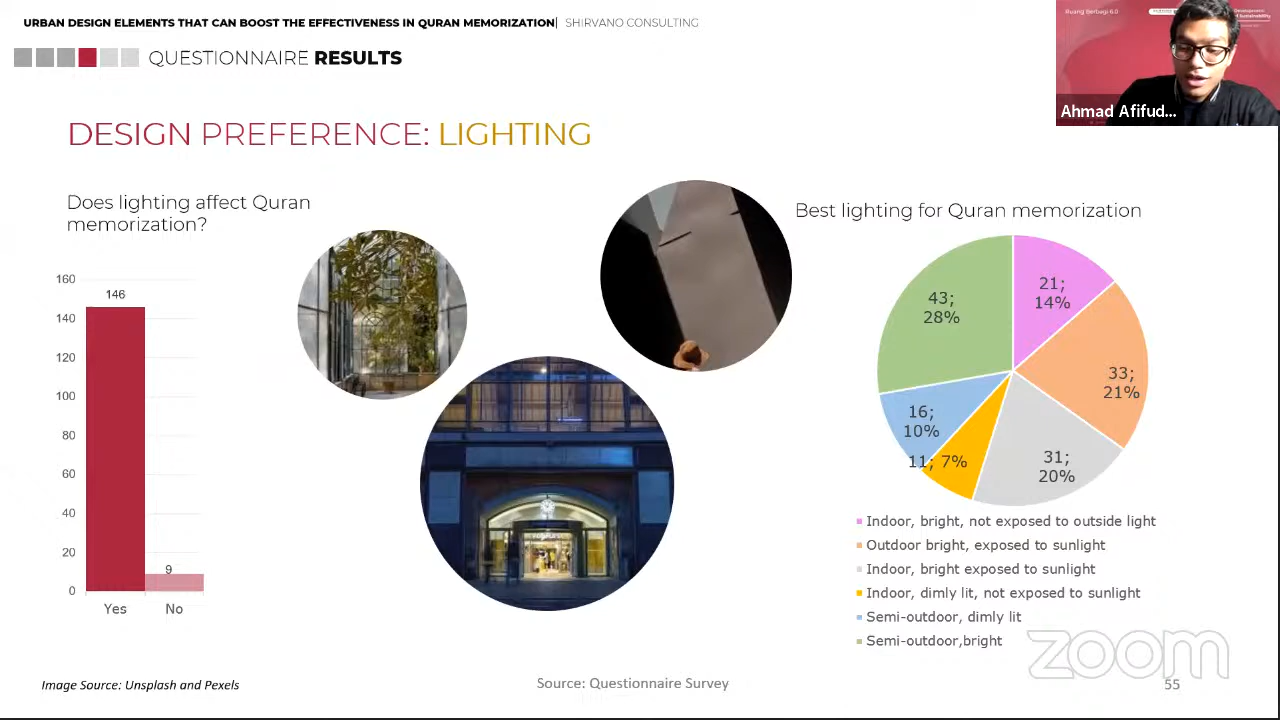 URBAN DESIGN ELEMENTS THAT CAN BOOST THE EFFECTIVENESS IN QURAN MEMORIZATION| SHIRVANO CONSULTING
QUESTIONNAIRE RESULTS
Ruang Berbagi 6.0
Ahmad Afifud...
DESIGN PREFERENCE: LIGHTING
Does lighting affect Quran
memorization?
160
140
120
100
80
60
40
20
0
146
9
Yes
No
Best lighting for Quran memorization
21;
14%
33;
21%
31;
20%
11; 7%
16;
10%
43;
28%
Indoor, bright, not exposed to outside light
Outdoor bright, exposed to sunlight
Indoor, bright exposed to sunlight
Indoor, dimly lit, not exposed to sunlight
Semi-outdoor, dimly lit
Semi-outdoor,bright
zoom
Image Source: Unsplash and Pexels
Source: Questionnaire Survey
55